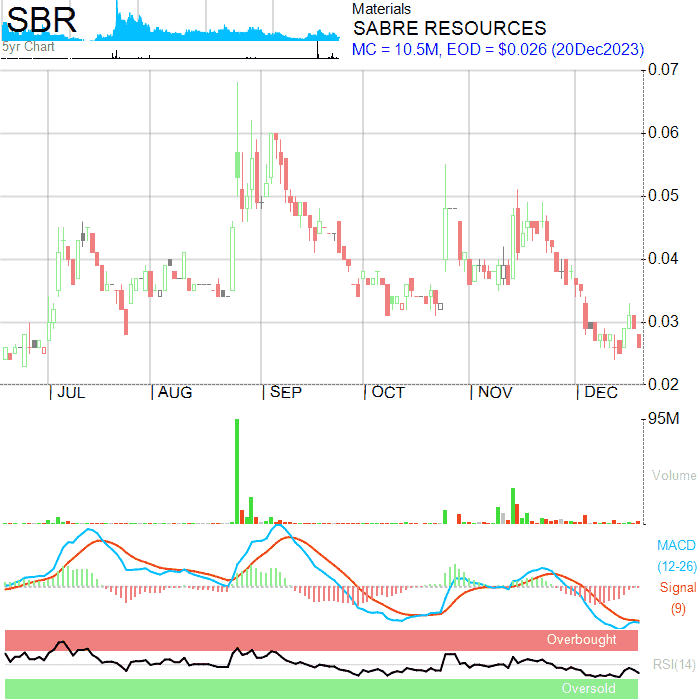 SBR
5yr Chart
Materials
SABRE RESOURCES
MC = 10.5M, EOD = $0.026 (20Dec2023)
0.07
0.06
0.05
0.04
0.03
0.02
JUL AUG SEP OCT NOV DEC
95M
Volume
MACD
(12-26)
Signal
(9)
Overbought
RSI(14)
Oversold